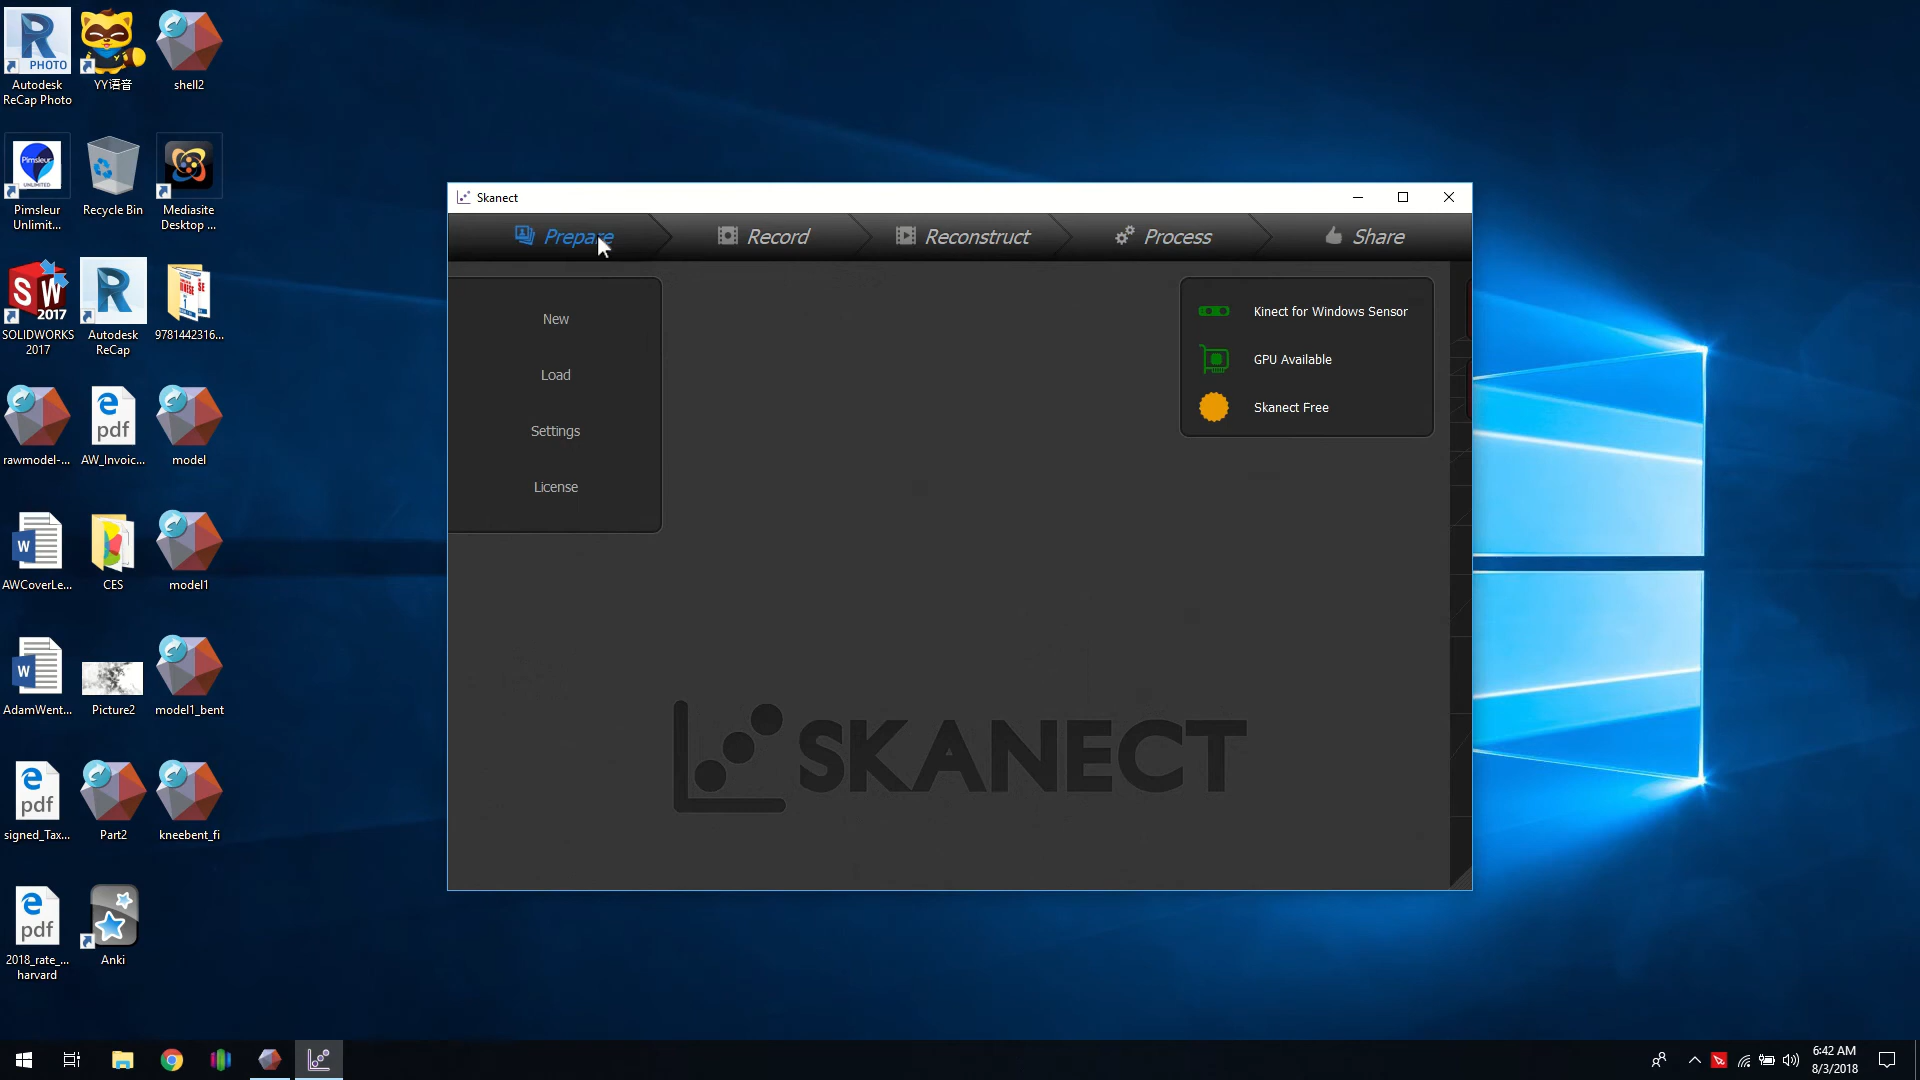 R
PHOTO
Autodesk
ReCap Photo
YY语音
shell2
Pimsleur
UNLIMITED
Pimsleur
Unlimit...
Recycle Bin
Mediasite
Desktop ...
SW
2017
SOLIDWORKS
2017
R
Autodesk
ReCap
9781442316...
rawmodel-...
pdf
AW_Invoic...
model
W
AWCoverLe...
CES
model1
W
AdamWent...
Picture2
model1_bent
pdf
signed_Tax...
Part2
kneebent_fi
pdf
2018_rate_...
harvard
Anki
Skanect
Prepare
Record
Reconstruct
Process
Share
New
Load
Settings
License
Kinect for Windows Sensor
GPU Available
Skanect Free
SKANECT
6:42 AM
8/3/2018